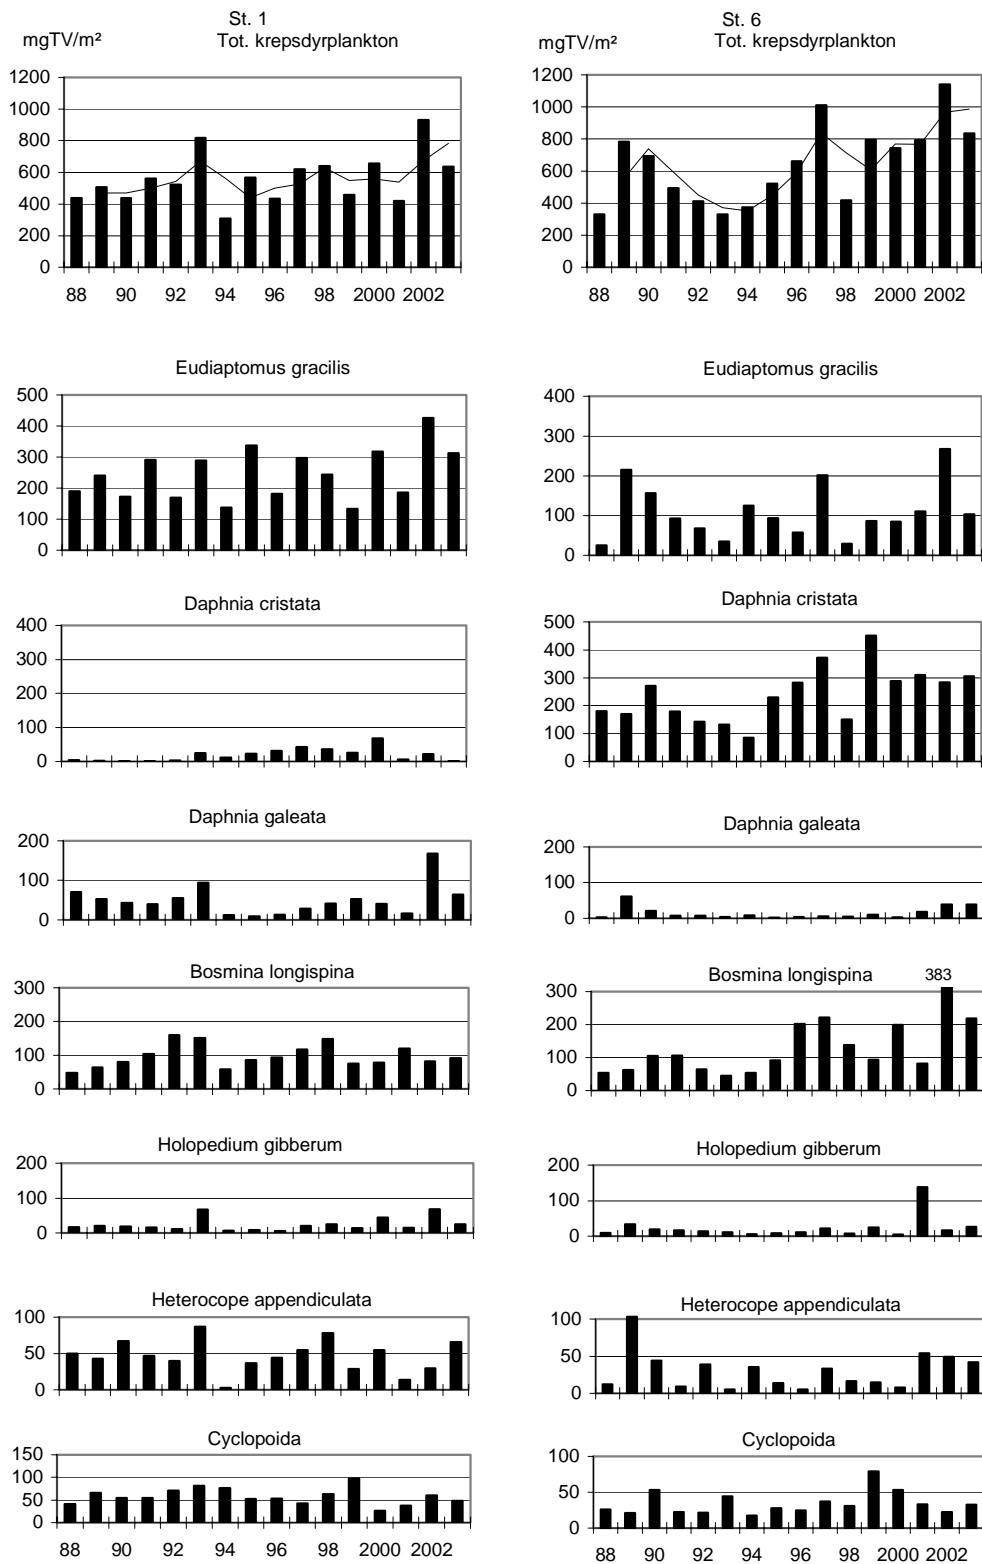 St. 1
mgTV/m²
Tot. krepsdyrplankton
1200
1000
800
600
400
200
0
88 90 92 94 96 98 2000 2002
Eudiaptomus gracilis
500
400
300
200
100
0
Daphnia cristata
400
300
200
100
0
Daphnia galeata
200
100
0
Bosmina longispina
300
200
100
0
Holopedium gibberum
200
100
0
Heterocope appendiculata
100
50
0
Cyclopoida
150
100
50
0
88 90 92 94 96 98 2000 2002
St. 6
mgTV/m²
Tot. krepsdyrplankton
1200
1000
800
600
400
200
0
88 90 92 94 96 98 2000 2002
Eudiaptomus gracilis
400
300
200
100
0
Daphnia cristata
500
400
300
200
100
0
Daphnia galeata
200
100
0
Bosmina longispina 383
300
200
100
0
Holopedium gibberum
200
100
0
Heterocope appendiculata
100
50
0
Cyclopoida
100
50
0
88 90 92 94 96 98 2000 2002